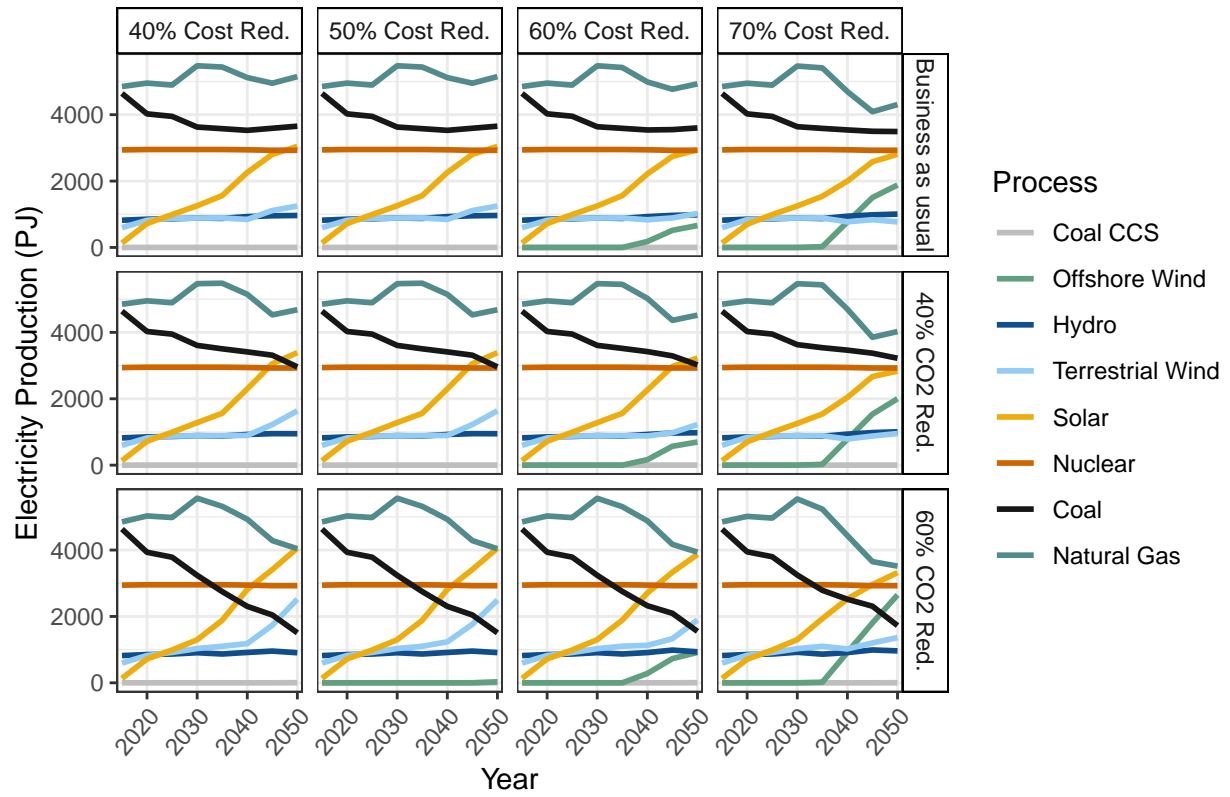 40% Cost Red.
50% Cost Red.
60% Cost Red.
70% Cost Red.
Electricity Production (PJ)
4000
2000
0
Business as usual
4000
2000
0
40% CO2 Red.
4000
2000
0
60% CO2 Red.
2020
2030
2040
2050
2020
2030
2040
2050
2020
2030
2040
2050
2020
2030
2040
2050
Year
Process
Coal CCS
Offshore Wind
Hydro
Terrestrial Wind
Solar
Nuclear
Coal
Natural Gas